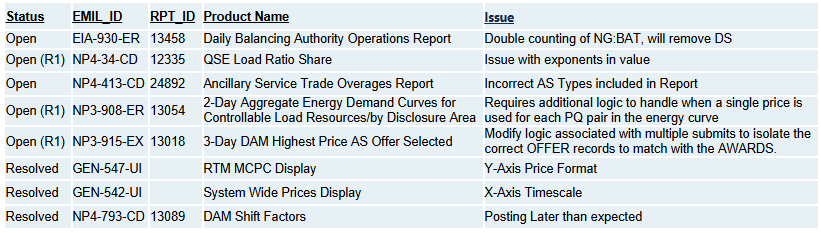 Status EMIL_ID RPT_ID Product Name Issue
Open EIA-930-ER 13458 Daily Balancing Authority Operations Report Double counting of NG:BAT, will remove DS
Open (R1) NP4-34-CD 12335 QSE Load Ratio Share Issue with exponents in value
Open NP4-413-CD 24892 Ancillary Service Trade Overages Report Incorrect AS Types included in Report
Open (R1) NP3-908-ER 13054 2-Day Aggregate Energy Demand Curves for Controllable Load Resources/by Disclosure Area Requires additional logic to handle when a single price is used for each PQ pair in the energy curve
Open (R1) NP3-915-EX 13018 3-Day DAM Highest Price AS Offer Selected Modify logic associated with multiple submits to isolate the correct OFFER records to match with the AWARDS.
Resolved GEN-547-UI RTM MCPC Display Y-Axis Price Format
Resolved GEN-542-UI System Wide Prices Display X-Axis Timescale
Resolved NP4-793-CD 13089 DAM Shift Factors Posting Later than expected